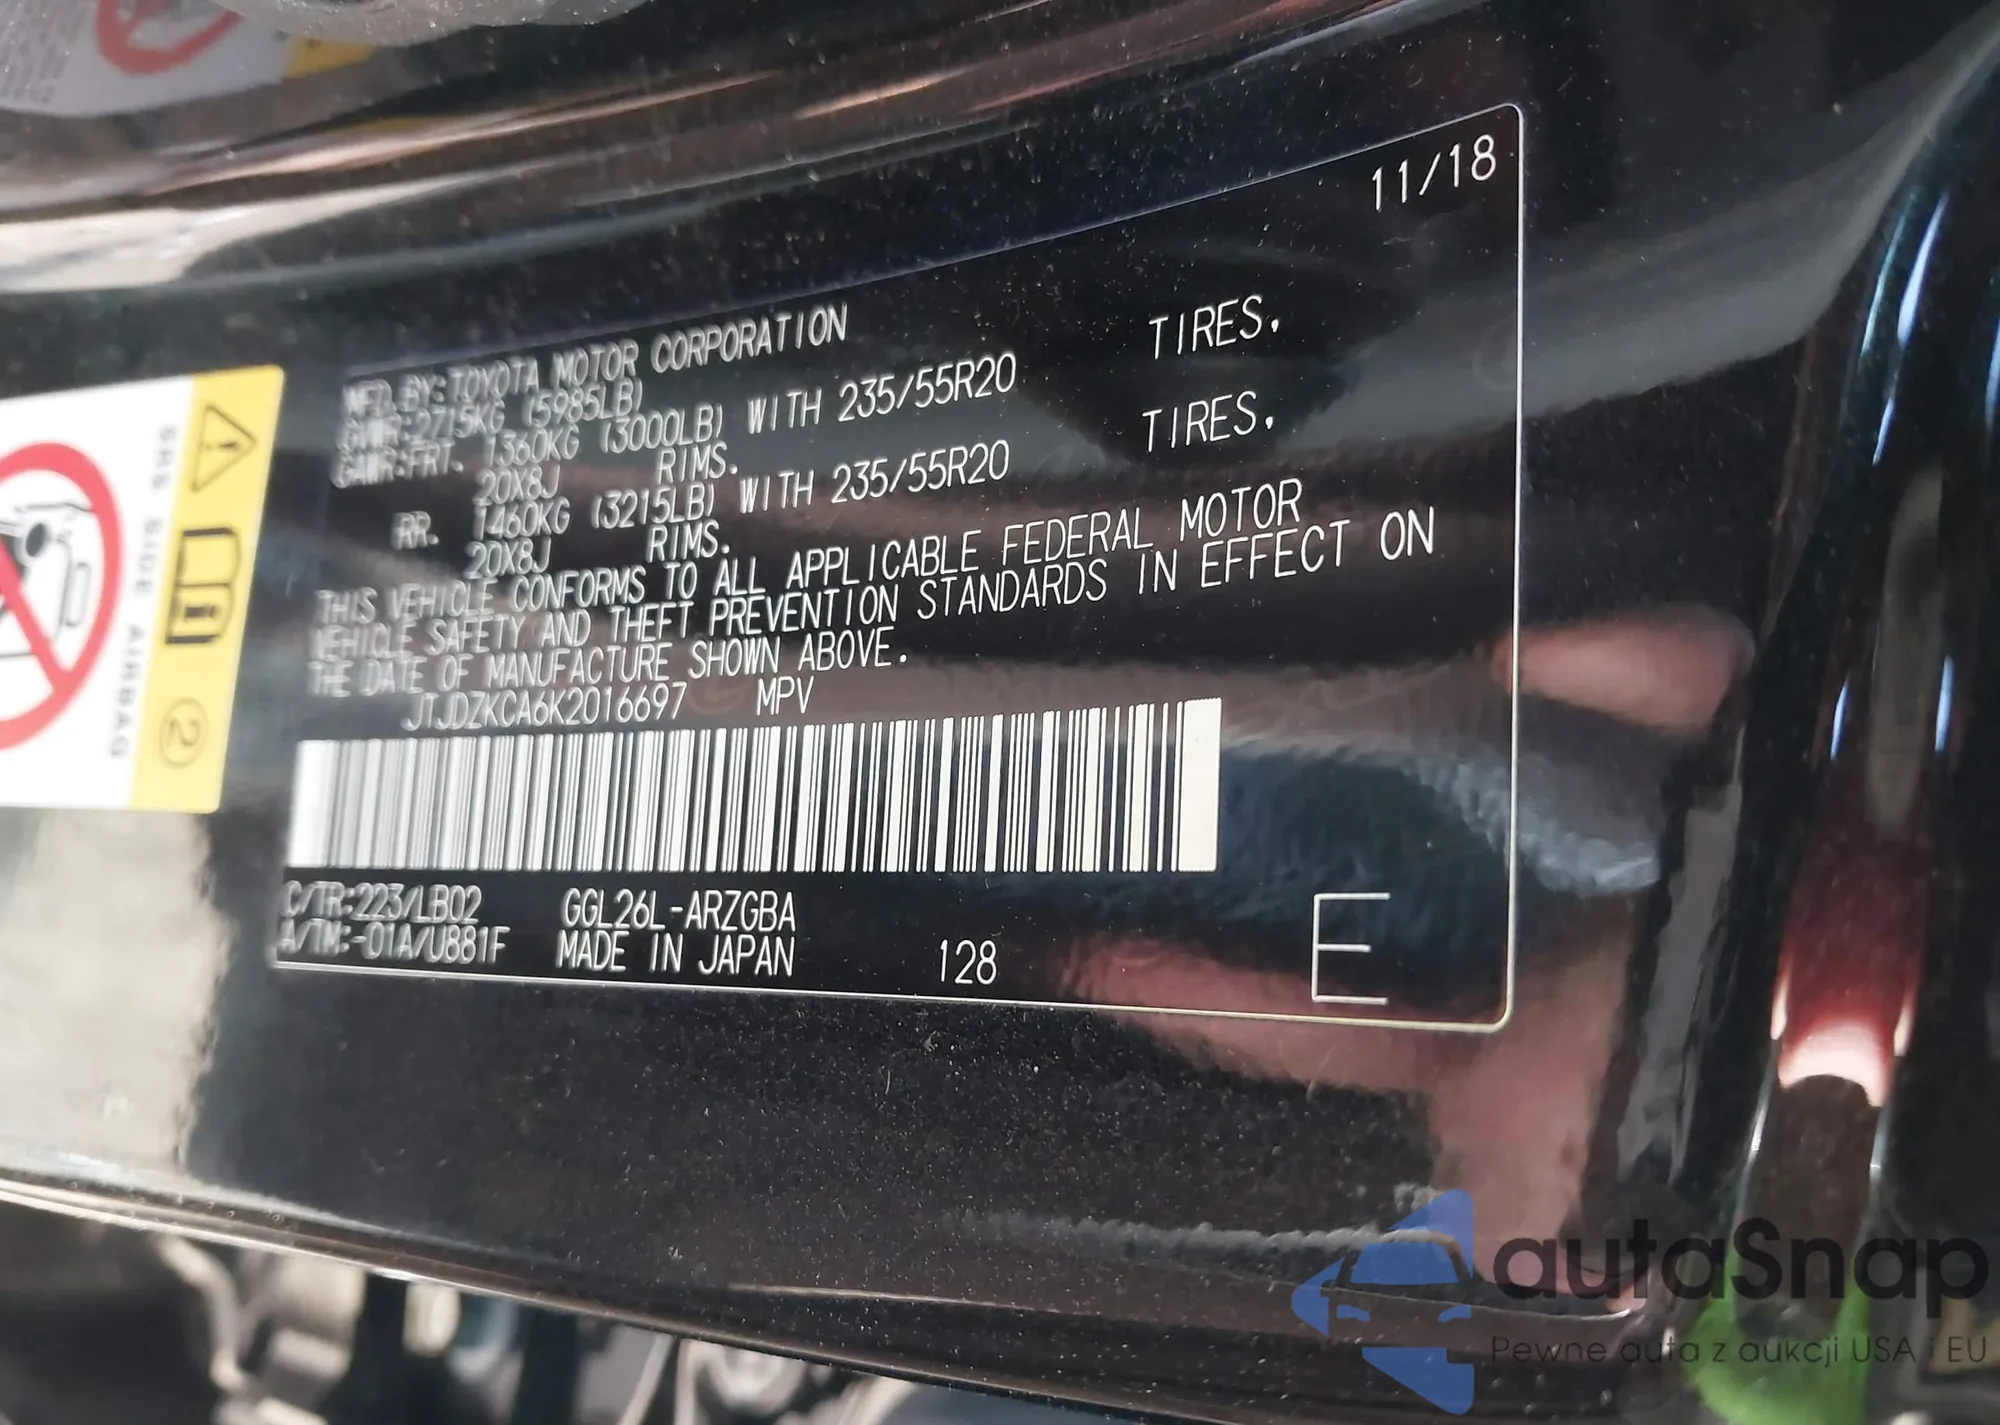 11/18
MFD.BY:TOYOTA MOTOR CORPORATION
GVWR:2715KG (5985LB)
GAWR:FRT. 1360KG (3000LB) WITH 235/55R20 TIRES,
20X8J RIMS.
RR. 1460KG (3215LB) WITH 235/55R20 TIRES,
20X8J RIMS.
THIS VEHICLE CONFORMS TO ALL APPLICABLE FEDERAL MOTOR
VEHICLE SAFETY AND THEFT PREVENTION STANDARDS IN EFFECT ON
THE DATE OF MANUFACTURE SHOWN ABOVE.
JTJDZKCA6K2016697 MPV
C/TR:223/LB02 GGL26L-ARZGBA
A/TM:-01A/U881F MADE IN JAPAN 128 E
SRS SIDE AIRBAG
2
autaSnap
Pewne auta z aukcji USA i EU